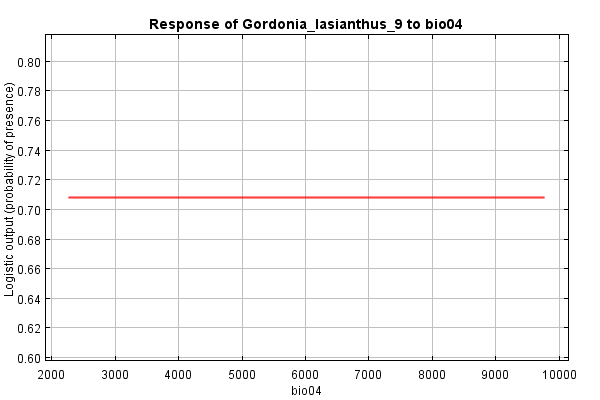 Response of Gordonia_lasianthus_9 to bio04
Logistic output (probability of presence)
0.80
0.78
0.76
0.74
0.72
0.70
0.68
0.66
0.64
0.62
0.60
2000 3000 4000 5000 6000 7000 8000 9000 10000
bio04